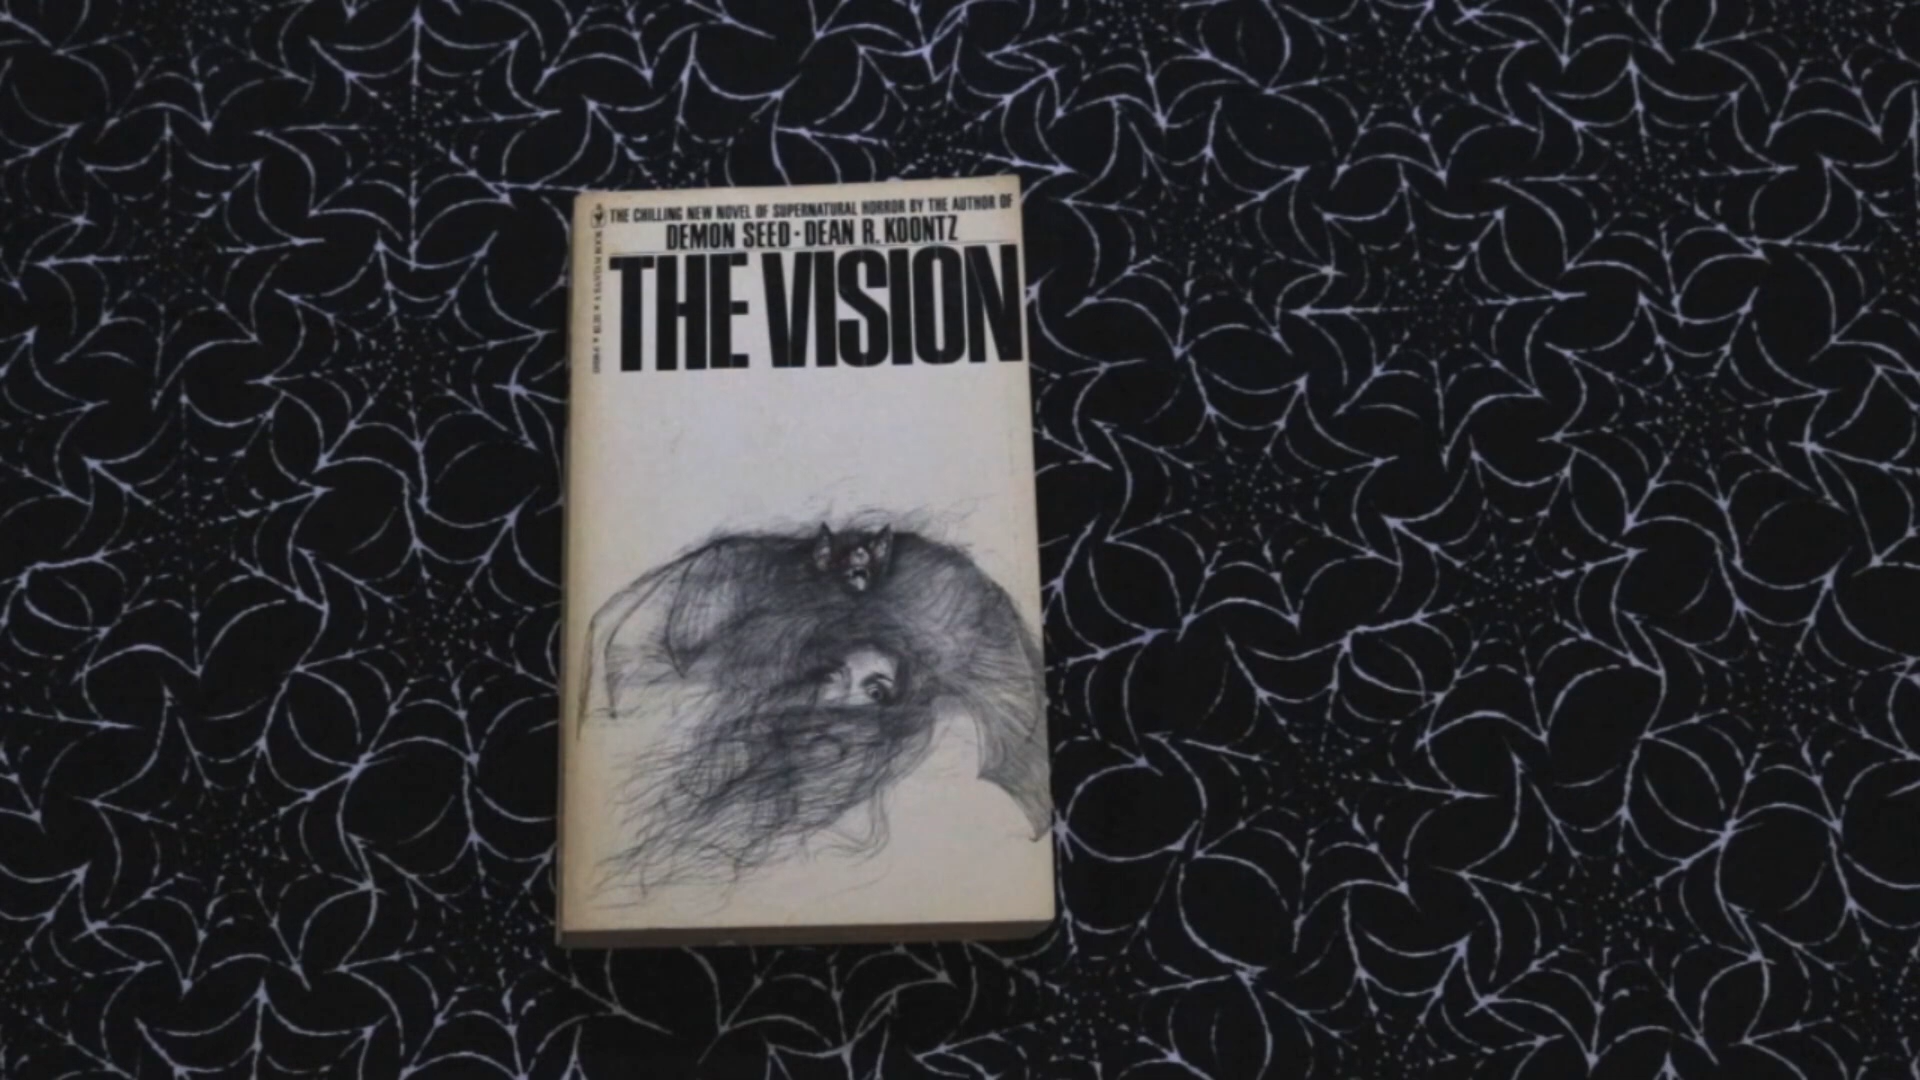 THE CHILLING NEW NOVEL OF SUPERNATURAL HORROR BY THE AUTHOR OF
DEMON SEED • DEAN R. KOONTZ
THE VISION